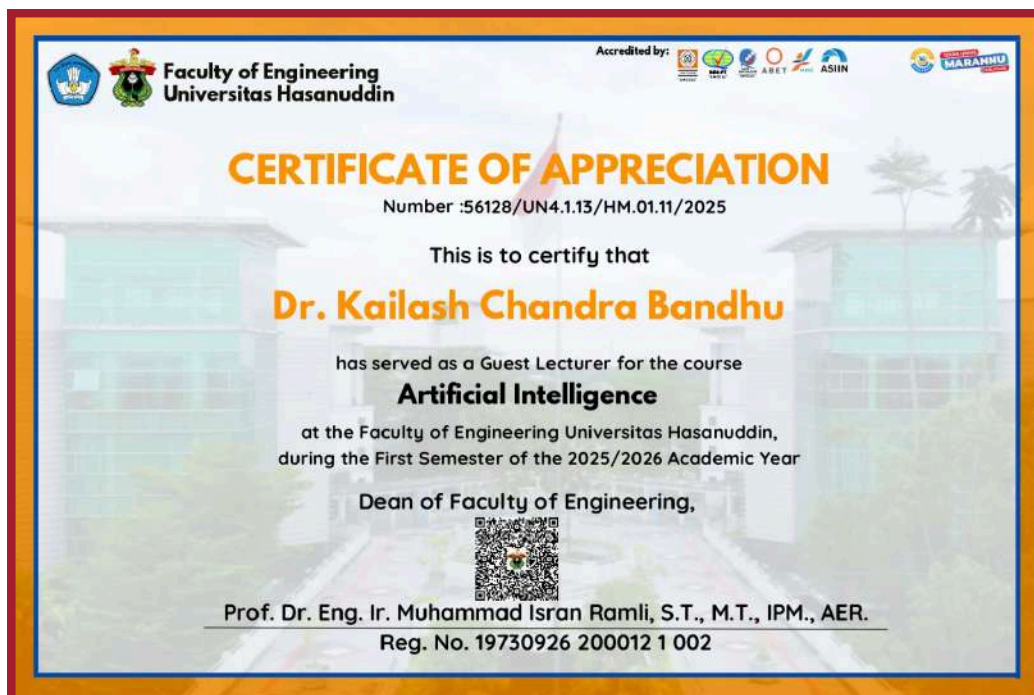 Faculty of Engineering
Universitas Hasanuddin
Accredited by:
ABET
ASIIN
MARANNU
CERTIFICATE OF APPRECIATION
Number :56128/UN4.1.13/HM.01.11/2025
This is to certify that
Dr. Kailash Chandra Bandhu
has served as a Guest Lecturer for the course
Artificial Intelligence
at the Faculty of Engineering Universitas Hasanuddin,
during the First Semester of the 2025/2026 Academic Year
Dean of Faculty of Engineering,
Prof. Dr. Eng. Ir. Muhammad Isran Ramli, S.T., M.T., IPM., AER.
Reg. No. 19730926 200012 1 002